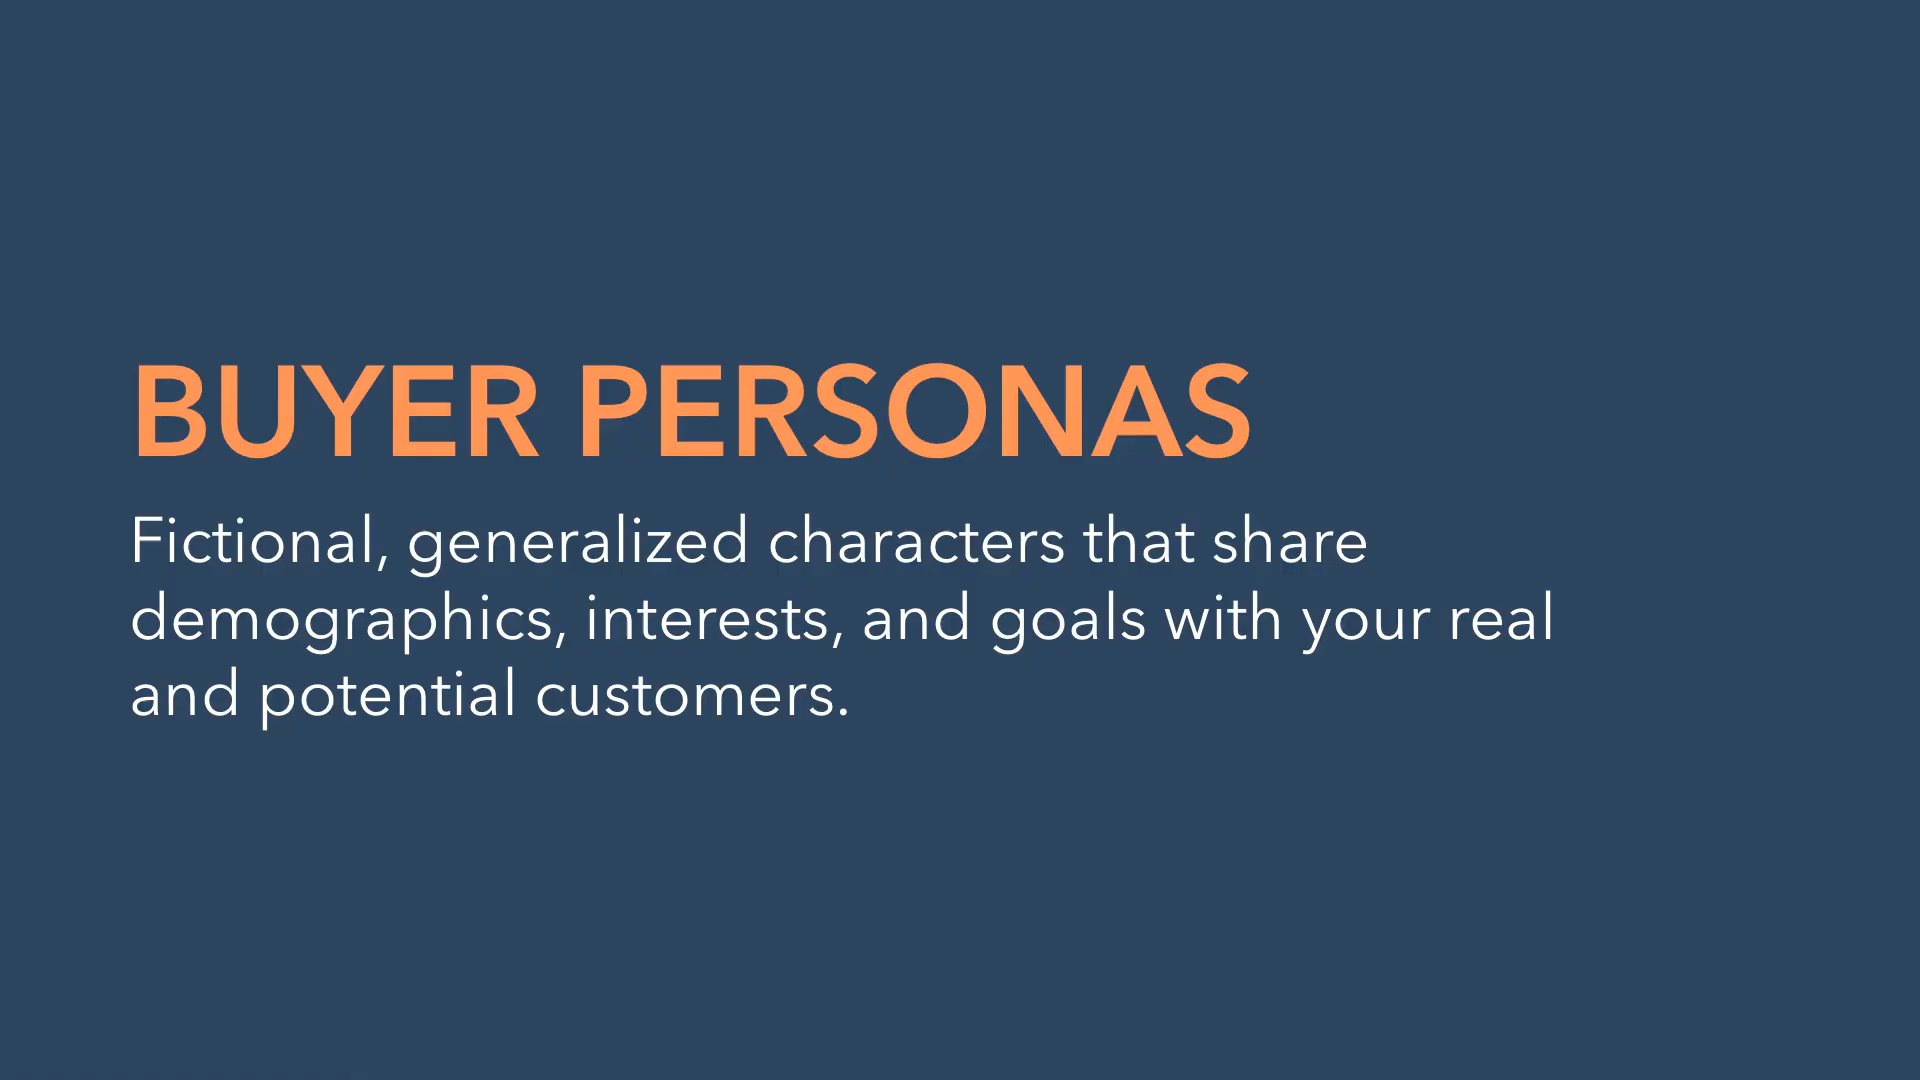 BUYER PERSONAS
Fictional, generalized characters that share
demographics, interests, and goals with your real
and potential customers.